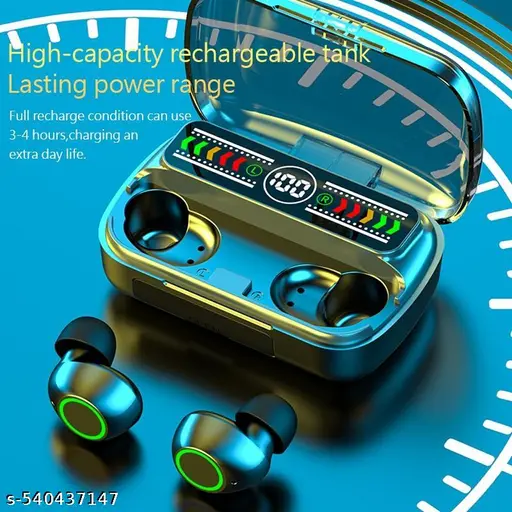 High-capacity rechargeable tank
Lasting power range
Full recharge condition can use
3-4 hours,charging an
extra day life.
L
100
R
L
s-540437147